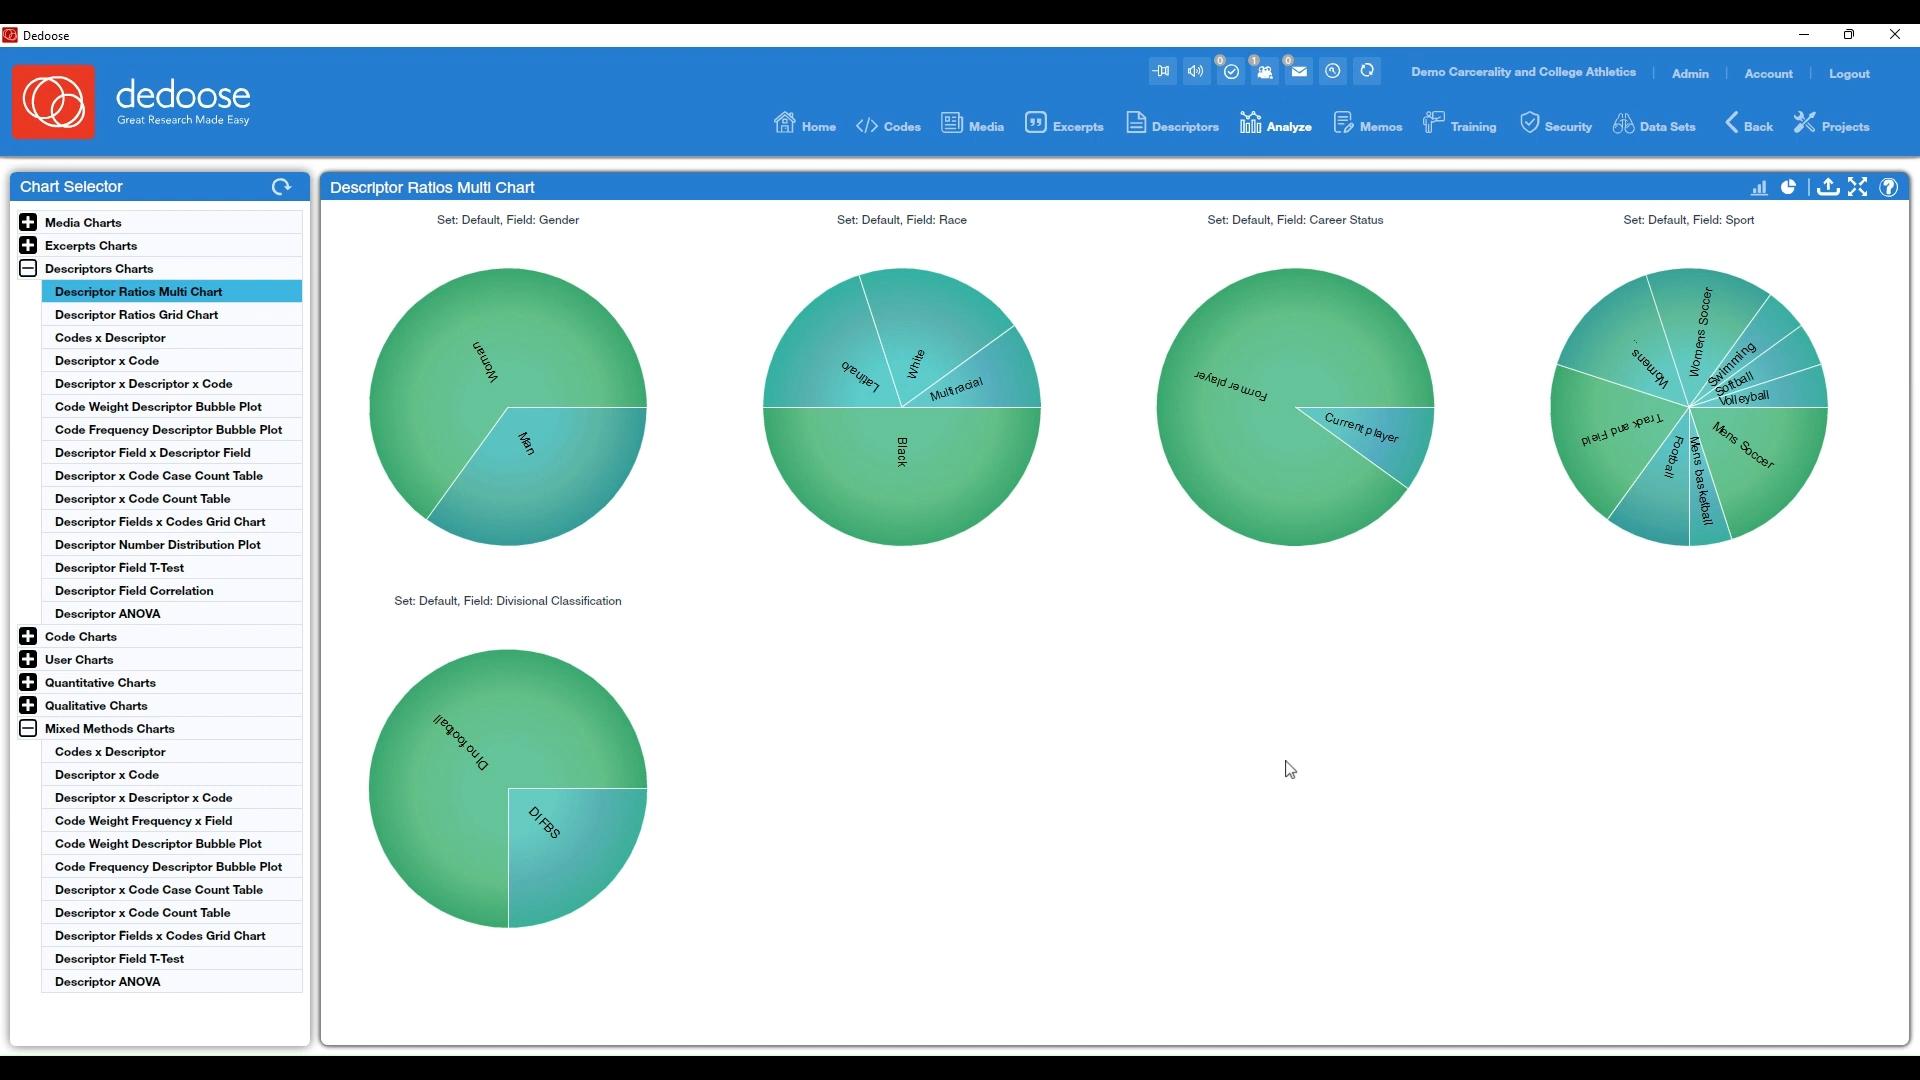 Dedoose
dedoose
Great Research Made Easy
0
1
0
Demo Carcerality and College Athletics
Admin
Account
Logout
Home
Codes
Media
Excerpts
Descriptors
Analyze
Memos
Training
Security
Data Sets
Back
Projects
Chart Selector
Media Charts
Excerpts Charts
Descriptors Charts
Descriptor Ratios Multi Chart
Descriptor Ratios Grid Chart
Codes x Descriptor
Descriptor x Code
Descriptor x Descriptor x Code
Code Weight Descriptor Bubble Plot
Code Frequency Descriptor Bubble Plot
Descriptor Field x Descriptor Field
Descriptor x Code Case Count Table
Descriptor x Code Count Table
Descriptor Fields x Codes Grid Chart
Descriptor Number Distribution Plot
Descriptor Field T-Test
Descriptor Field Correlation
Descriptor ANOVA
Code Charts
User Charts
Quantitative Charts
Qualitative Charts
Mixed Methods Charts
Codes x Descriptor
Descriptor x Code
Descriptor x Descriptor x Code
Code Weight Frequency x Field
Code Weight Descriptor Bubble Plot
Code Frequency Descriptor Bubble Plot
Descriptor x Code Case Count Table
Descriptor x Code Count Table
Descriptor Fields x Codes Grid Chart
Descriptor Field T-Test
Descriptor ANOVA
Descriptor Ratios Multi Chart
Set: Default, Field: Gender
Woman
Man
Set: Default, Field: Race
Latina/o
White
Multiracial
Black
Set: Default, Field: Career Status
Former player
Current player
Set: Default, Field: Sport
Womens ..
Womens Soccer
Swimming
Softball
Volleyball
Mens Soccer
Mens basketball
Football
Track and Field
Set: Default, Field: Divisional Classification
DI no football
DI FBS